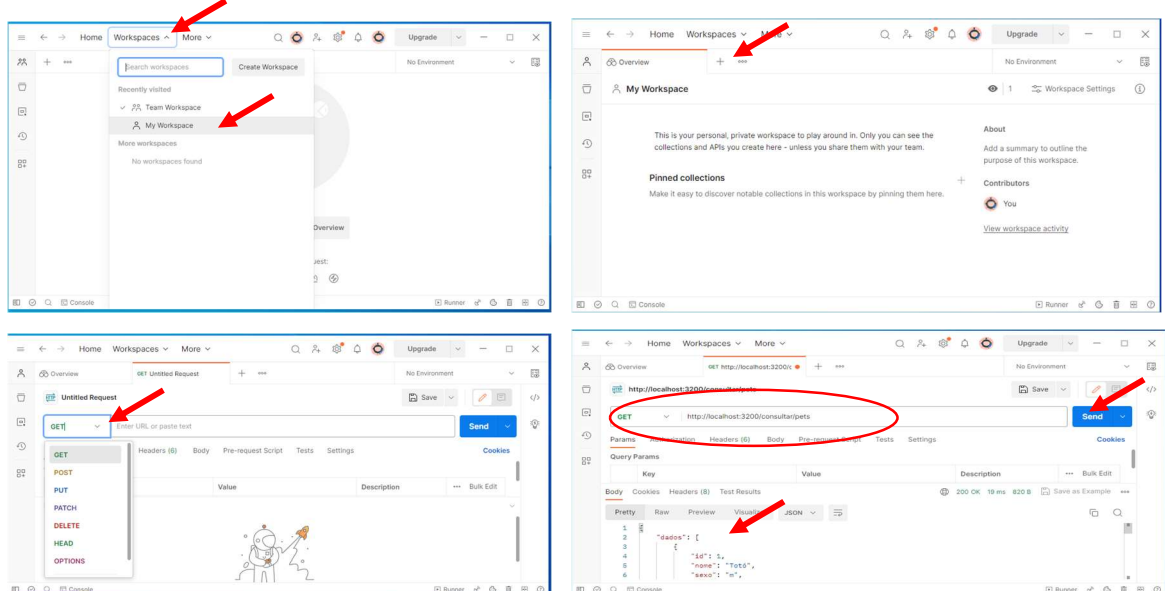 Home Workspaces More Upgrade
Search workspaces Create Workspace No Environment
Recently visited
Team Workspace
My Workspace
More workspaces
No workspaces found
Overview
uest:
Console Runner
Home Workspaces More Upgrade
Overview No Environment
My Workspace 1 Workspace Settings
This is your personal, private workspace to play around in. Only you can see the
collections and APIs you create here - unless you share them with your team.
Pinned collections
Make it easy to discover notable collections in this workspace by pinning them here.
About
Add a summary to outline the
purpose of this workspace.
Contributors
You
View workspace activity
Console Runner
Home Workspaces More Upgrade
Overview GET Untitled Request No Environment
Untitled Request Save
GET Enter URL or paste text Send
Headers (6) Body Pre-request Script Tests Settings Cookies
Value Description Bulk Edit
GET
POST
PUT
PATCH
DELETE
HEAD
OPTIONS
Console Runner
Home Workspaces More Upgrade
Overview GET http://localhost:3200/c No Environment
http://localhost:3200/consultar/pets Save
GET http://localhost:3200/consultar/pets Send
Params Authorization Headers (6) Body Pre-request Script Tests Settings Cookies
Query Params
Key Value Description Bulk Edit
Body Cookies Headers (8) Test Results 200 OK 19 ms 820 B Save as Example
Pretty Raw Preview Visualize JSON
1 {
2 "dados": [
3 {
4 "id": 1,
5 "nome": "Totó",
6 "sexo": "m",
Console Runner